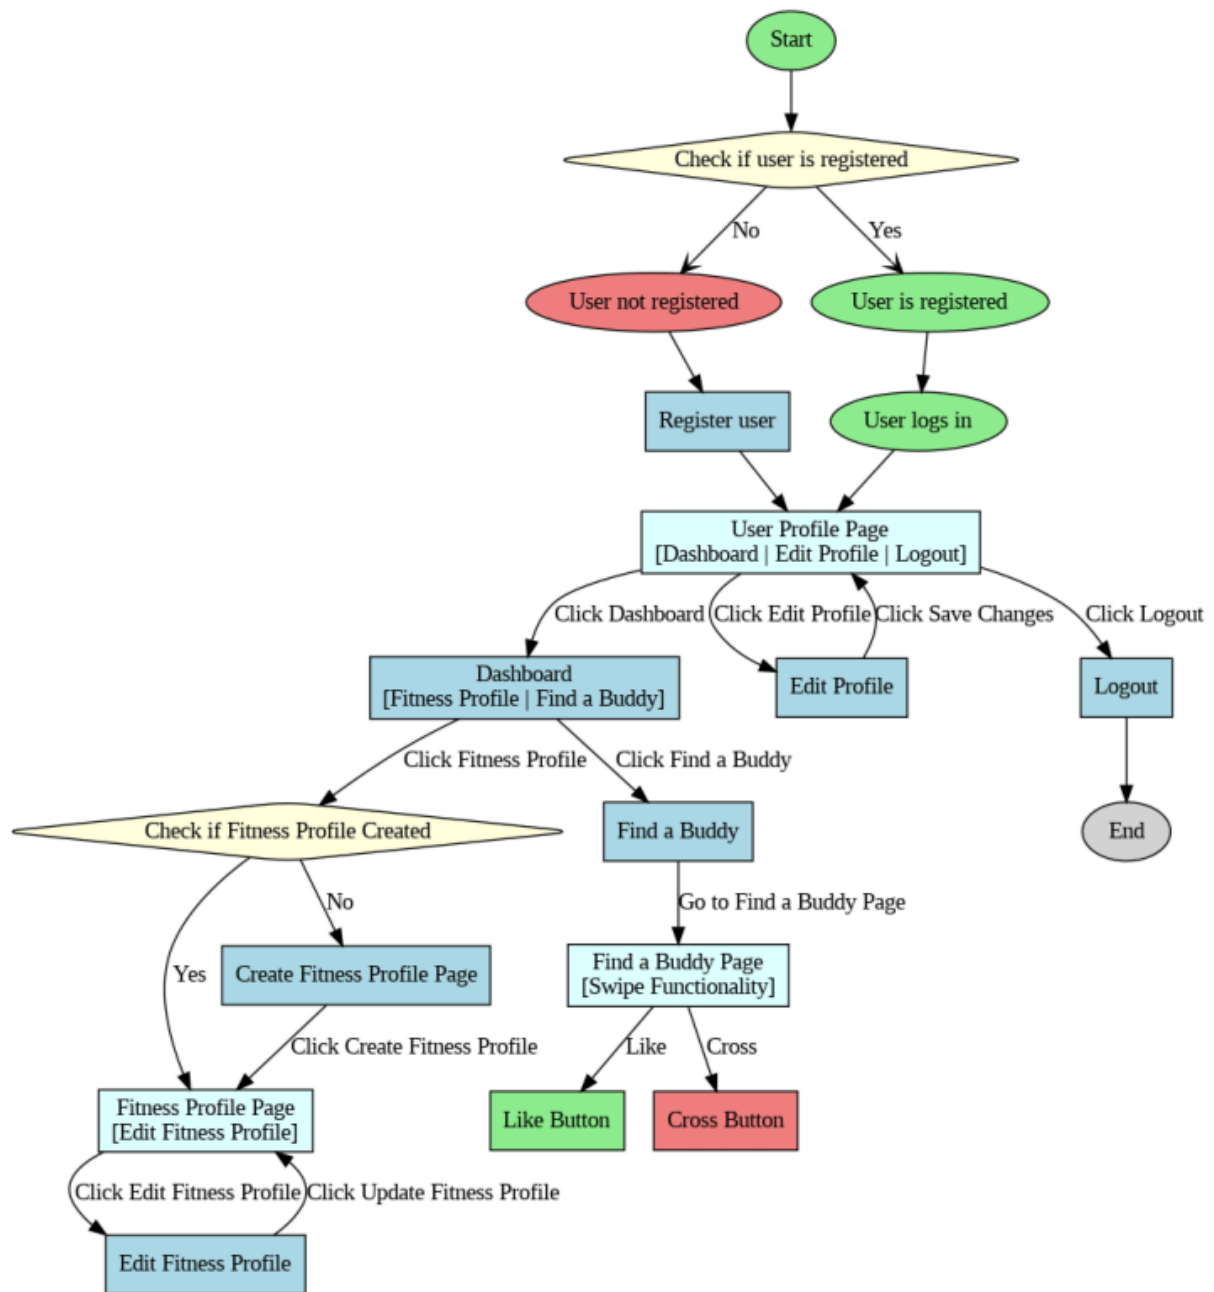 Start
Check if user is registered
No
Yes
User not registered
User is registered
Register user
User logs in
User Profile Page
[Dashboard | Edit Profile | Logout]
Click Dashboard
Click Edit Profile
Click Save Changes
Click Logout
Dashboard
[Fitness Profile | Find a Buddy]
Edit Profile
Logout
Click Fitness Profile
Click Find a Buddy
Check if Fitness Profile Created
Find a Buddy
End
No
Go to Find a Buddy Page
Yes
Create Fitness Profile Page
Find a Buddy Page
[Swipe Functionality]
Click Create Fitness Profile
Like
Cross
Fitness Profile Page
[Edit Fitness Profile]
Like Button
Cross Button
Click Edit Fitness Profile
Click Update Fitness Profile
Edit Fitness Profile